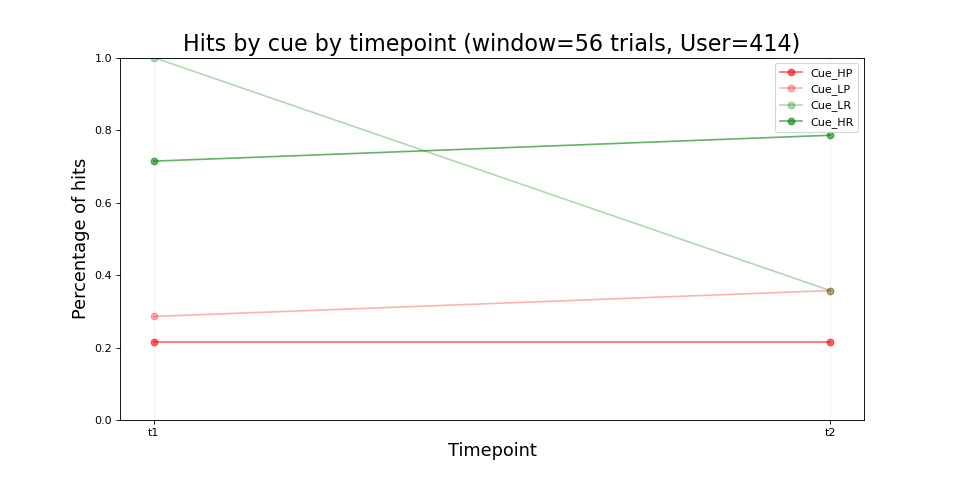 Hits by cue by timepoint (window=56 trials, User=414)
Percentage of hits
1.0
0.8
0.6
0.4
0.2
0.0
Cue_HP
Cue_LP
Cue_LR
Cue_HR
t1
t2
Timepoint